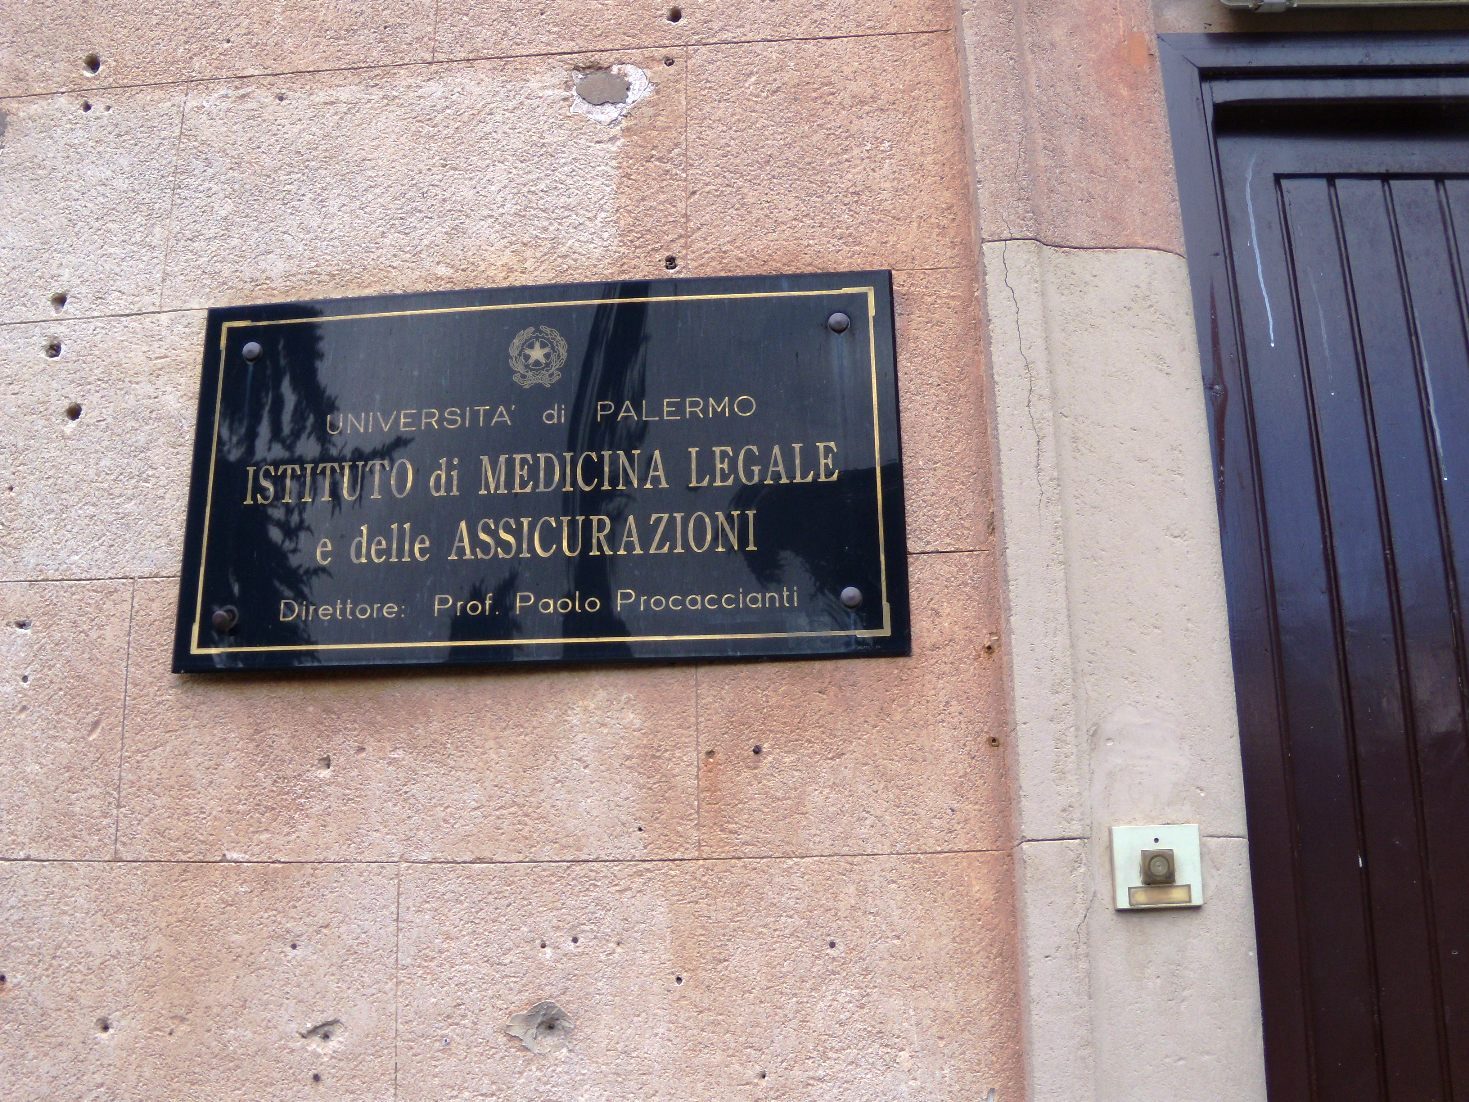 UNIVERSITA' di PALERMO
ISTITUTO di MEDICINA LEGALE
e delle ASSICURAZIONI
Direttore: Prof. Paolo Procaccianti